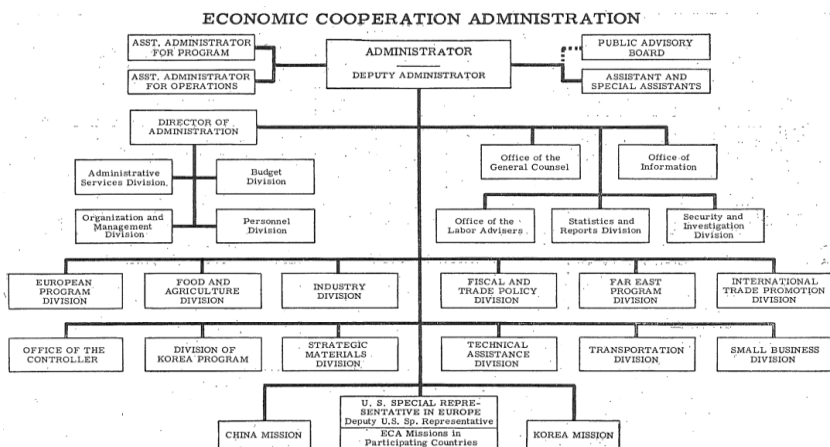 ECONOMIC COOPERATION ADMINISTRATION
ASST. ADMINISTRATOR
FOR PROGRAM
ADMINISTRATOR
DEPUTY ADMINISTRATOR
PUBLIC ADVISORY
BOARD
ASST. ADMINISTRATOR
FOR OPERATIONS
ASSISTANT AND
SPECIAL ASSISTANTS
DIRECTOR OF
ADMINISTRATION
Office of the
General Counsel
Office of
Information
Administrative
Services Division
Budget
Division
Organization and
Management
Division
Personnel
Division
Office of the
Labor Advisers
Statistics and
Reports Division
Security and
Investigation
Division
EUROPEAN
PROGRAM
DIVISION
FOOD AND
AGRICULTURE
DIVISION
INDUSTRY
DIVISION
FISCAL AND
TRADE POLICY
DIVISION
FAR EAST
PROGRAM
DIVISION
INTERNATIONAL
TRADE PROMOTION
DIVISION
OFFICE OF THE
CONTROLLER
DIVISION OF
KOREA PROGRAM
STRATEGIC
MATERIALS
DIVISION
TECHNICAL
ASSISTANCE
DIVISION
TRANSPORTATION
DIVISION
SMALL BUSINESS
DIVISION
CHINA MISSION
U. S. SPECIAL REPRE-
SENTATIVE IN EUROPE
Deputy U.S. Sp. Representative
ECA Missions in
Participating Countries
KOREA MISSION